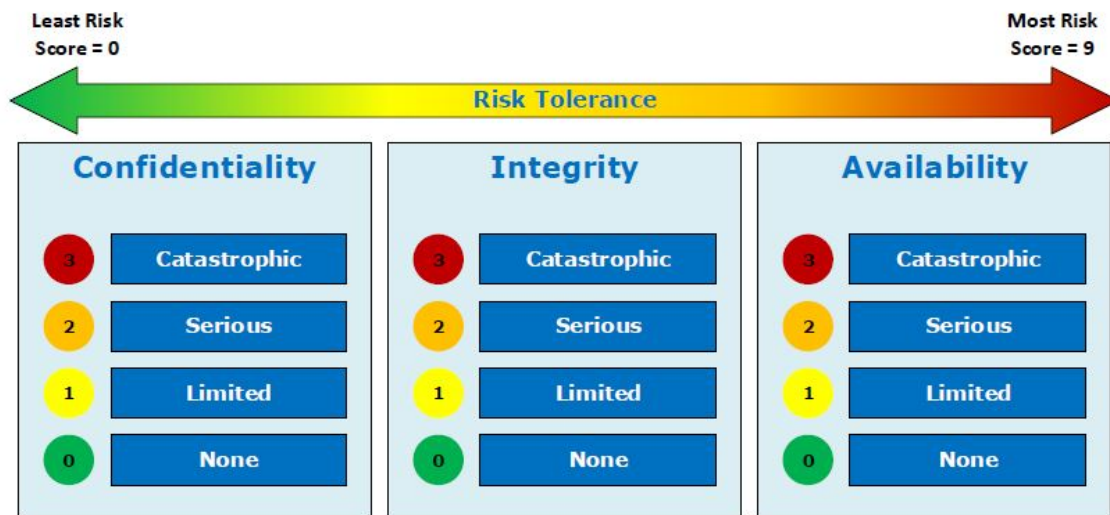 Least Risk
Score = 0
Most Risk
Score = 9
Risk Tolerance
Confidentiality
3 Catastrophic
2 Serious
1 Limited
0 None
Integrity
3 Catastrophic
2 Serious
1 Limited
0 None
Availability
3 Catastrophic
2 Serious
1 Limited
0 None